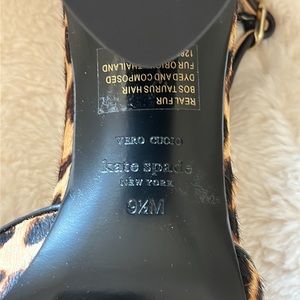 REAL FUR
BOS TAURUS HAIR
DYED AND COMPOSED
FUR ORIGIN: THAILAND
VERO CUOIO
kate spade
NEW YORK
9½M